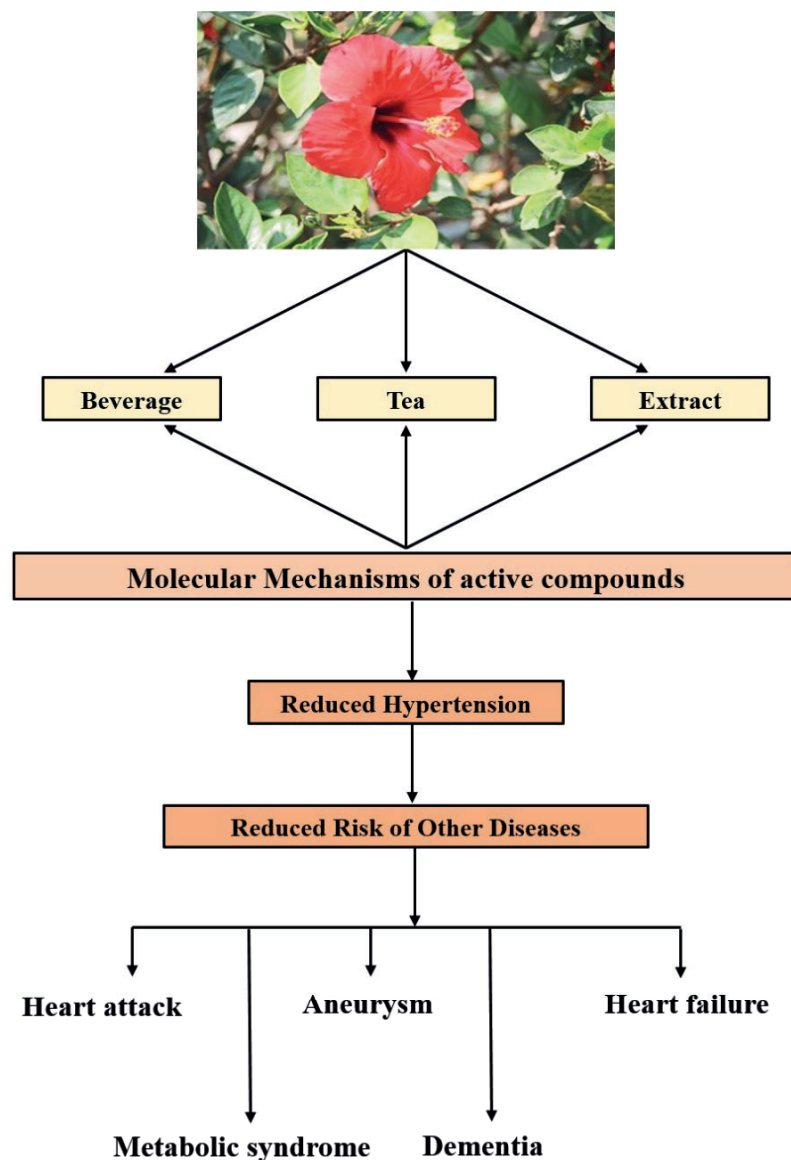 Beverage
Tea
Extract
Molecular Mechanisms of active compounds
Reduced Hypertension
Reduced Risk of Other Diseases
Heart attack
Aneurysm
Heart failure
Metabolic syndrome
Dementia